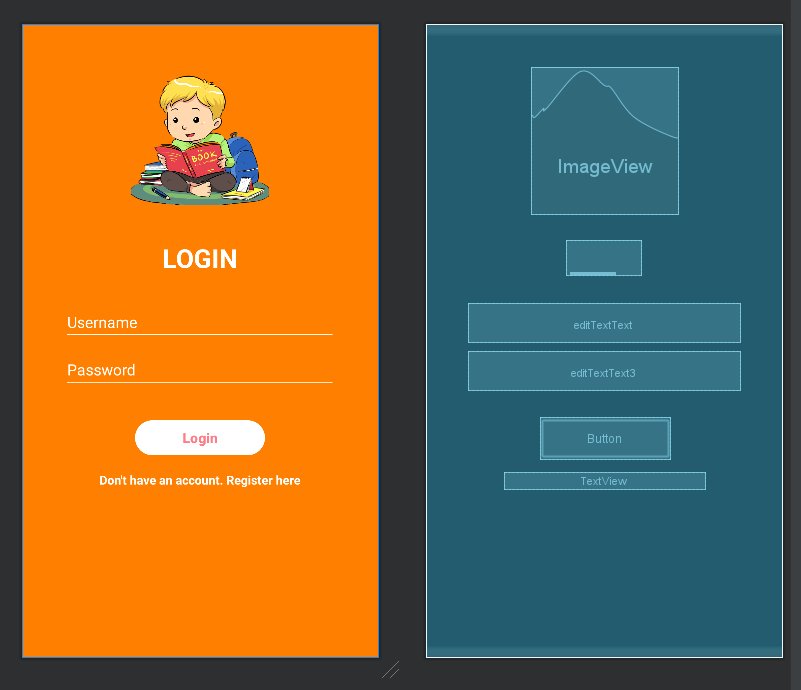 BOOK
LOGIN
Username
Password
Login
Don't have an account. Register here
ImageView
editTextText
editTextText3
Button
TextView